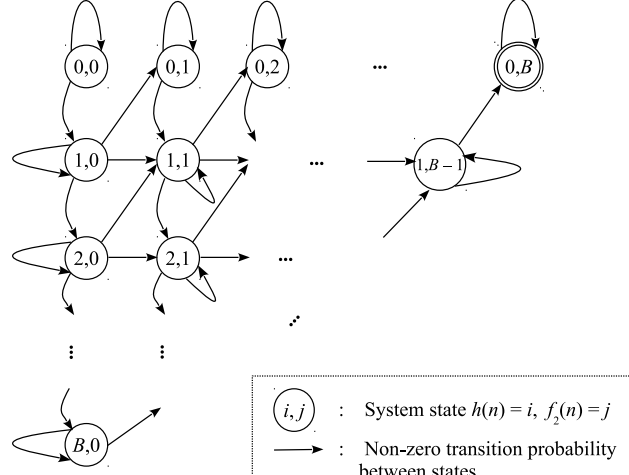 0,0 0,1 0,2 ... 0,B
1,0 1,1 ... 1,B − 1
2,0 2,1 ...
B,0
i, j : System state h(n) = i, f₂(n) = j
: Non-zero transition probability
between states